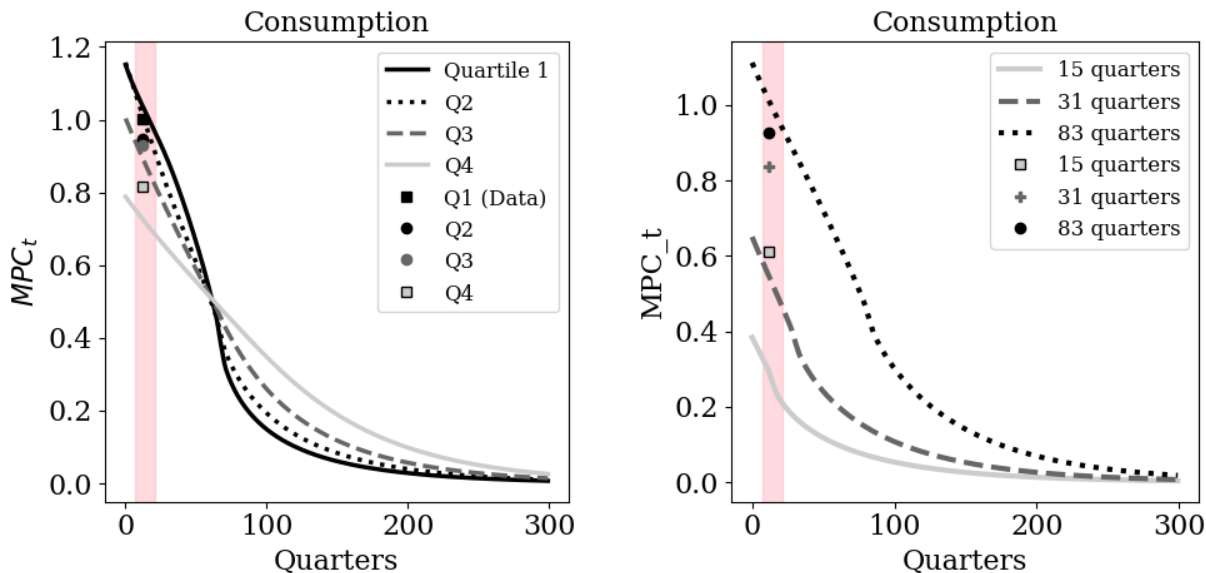 Consumption
MPC_t
1.2
1.0
0.8
0.6
0.4
0.2
0.0
Quartile 1
Q2
Q3
Q4
Q1 (Data)
Q2
Q3
Q4
0
100
200
300
Quarters
Consumption
MPC_t
1.0
0.8
0.6
0.4
0.2
0.0
15 quarters
31 quarters
83 quarters
15 quarters
31 quarters
83 quarters
0
100
200
300
Quarters